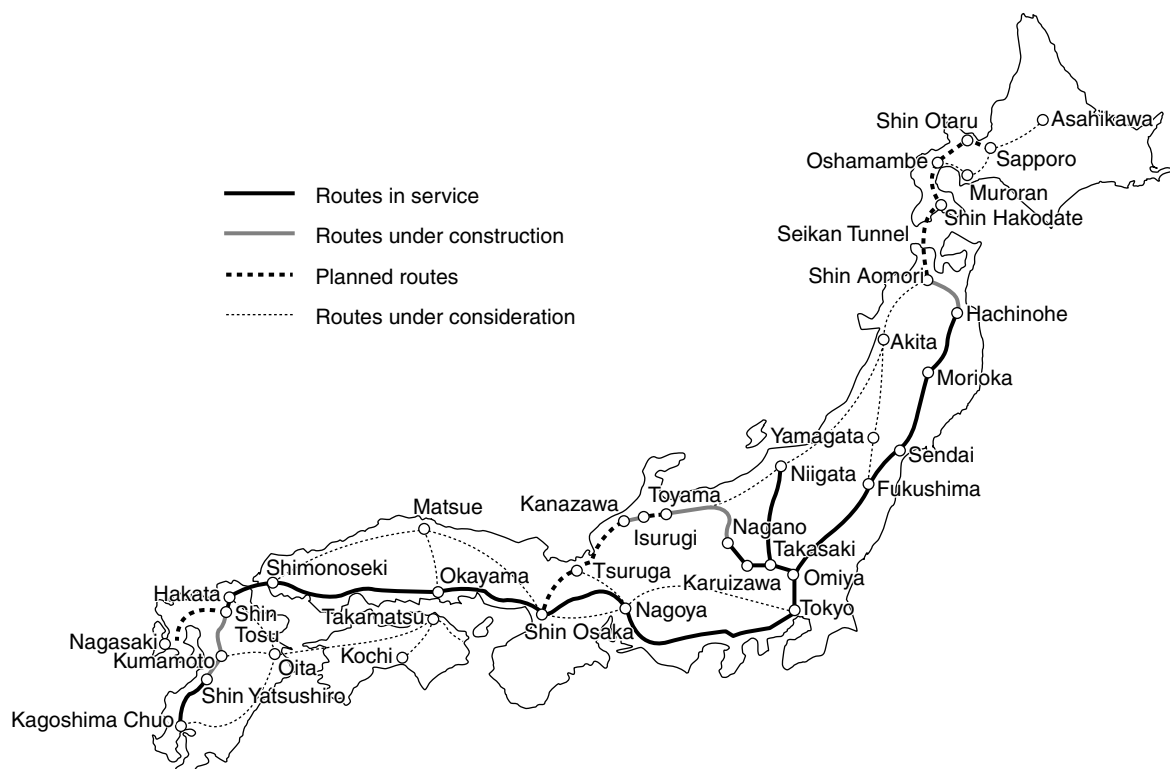 Shin Otaru
Asahikawa
Oshamambe
Sapporo
Muroran
Shin Hakodate
Seikan Tunnel
Shin Aomori
Hachinohe
Akita
Morioka
Routes in service
Routes under construction
Planned routes
Routes under consideration
Yamagata
Sendai
Niigata
Fukushima
Kanazawa
Toyama
Matsue
Isurugi
Nagano
Takasaki
Shimonoseki
Okayama
Tsuruga
Karuizawa
Omiya
Hakata
Shin
Tosu
Takamatsu
Shin Osaka
Nagoya
Tokyo
Nagasaki
Kumamoto
Oita
Kochi
Shin Yatsushiro
Kagoshima Chuo